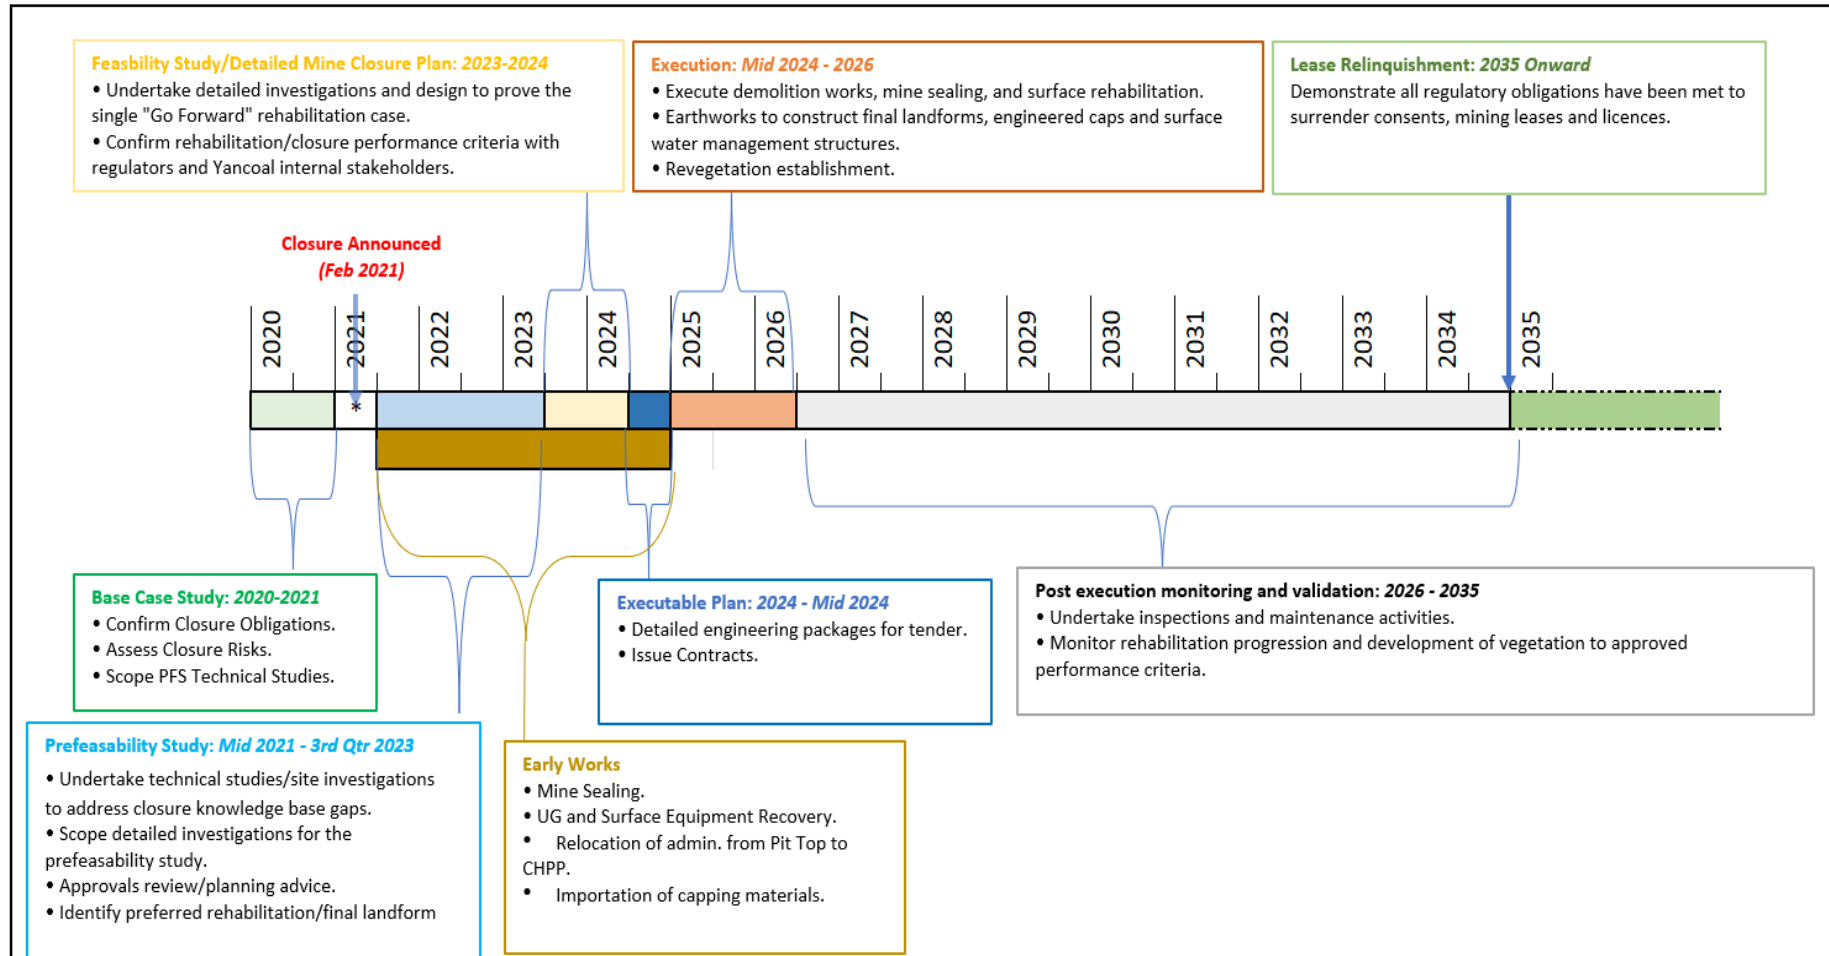 Feasbility Study/Detailed Mine Closure Plan: 2023-2024
• Undertake detailed investigations and design to prove the
single "Go Forward" rehabilitation case.
• Confirm rehabilitation/closure performance criteria with
regulators and Yancoal internal stakeholders.
Execution: Mid 2024 - 2026
• Execute demolition works, mine sealing, and surface rehabilitation.
• Earthworks to construct final landforms, engineered caps and surface
water management structures.
• Revegetation establishment.
Lease Relinquishment: 2035 Onward
Demonstrate all regulatory obligations have been met to
surrender consents, mining leases and licences.
Closure Announced
(Feb 2021)
2020
2021
2022
2023
2024
2025
2026
2027
2028
2029
2030
2031
2032
2033
2034
2035
*
Base Case Study: 2020-2021
• Confirm Closure Obligations.
• Assess Closure Risks.
• Scope PFS Technical Studies.
Executable Plan: 2024 - Mid 2024
• Detailed engineering packages for tender.
• Issue Contracts.
Post execution monitoring and validation: 2026 - 2035
• Undertake inspections and maintenance activities.
• Monitor rehabilitation progression and development of vegetation to approved
performance criteria.
Prefeasability Study: Mid 2021 - 3rd Qtr 2023
• Undertake technical studies/site investigations
to address closure knowledge base gaps.
• Scope detailed investigations for the
prefeasability study.
• Approvals review/planning advice.
• Identify preferred rehabilitation/final landform
Early Works
• Mine Sealing.
• UG and Surface Equipment Recovery.
• Relocation of admin. from Pit Top to
CHPP.
• Importation of capping materials.